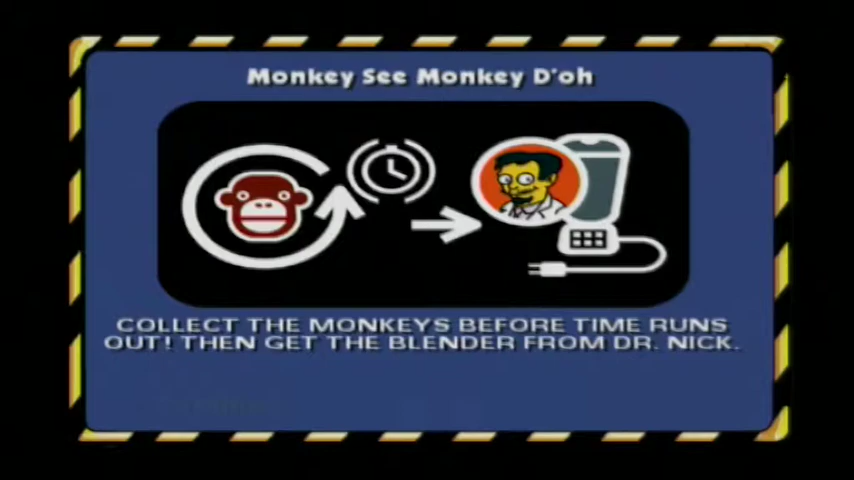 Monkey See Monkey D'oh
COLLECT THE MONKEYS BEFORE TIME RUNS
OUT! THEN GET THE BLENDER FROM DR. NICK.